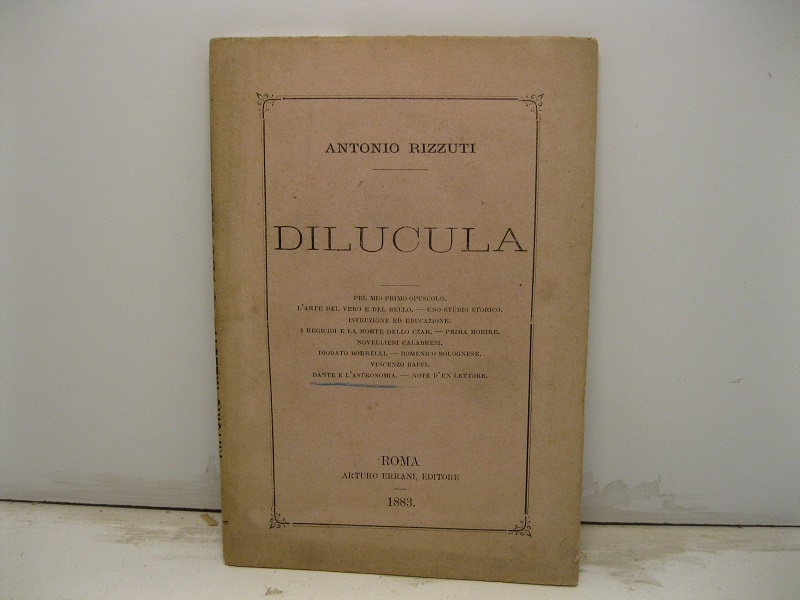 ANTONIO RIZZUTI
DILUCULA
PEL MIO PRIMO OPUSCOLO.
L'ARTE DEL VERO E DEL BELLO. — UNO STUDIO STORICO.
ISTRUZIONE ED EDUCAZIONE.
I REGICIDI E LA MORTE DELLO CZAR. — PRIMA MORIRE.
NOVELLIERI CALABRESI.
DIODATO BORRELLI. — DOMENICO BOLOGNESE.
VINCENZO BAFFI.
DANTE E L'ASTRONOMIA. — NOTE D'UN LETTORE.
ROMA
ARTURO ERRANI, EDITORE
1883.